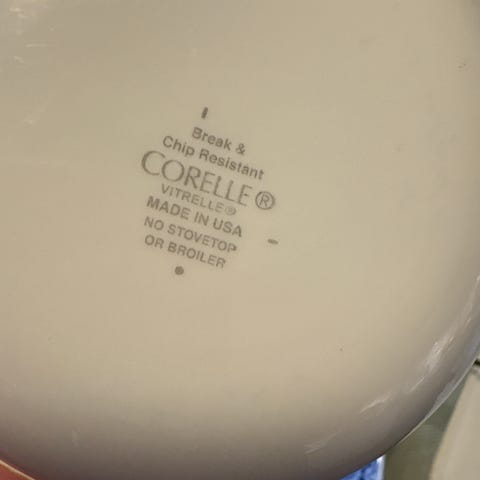 Break &
Chip Resistant
CORELLE®
VITRELLE®
MADE IN USA
NO STOVETOP
OR BROILER